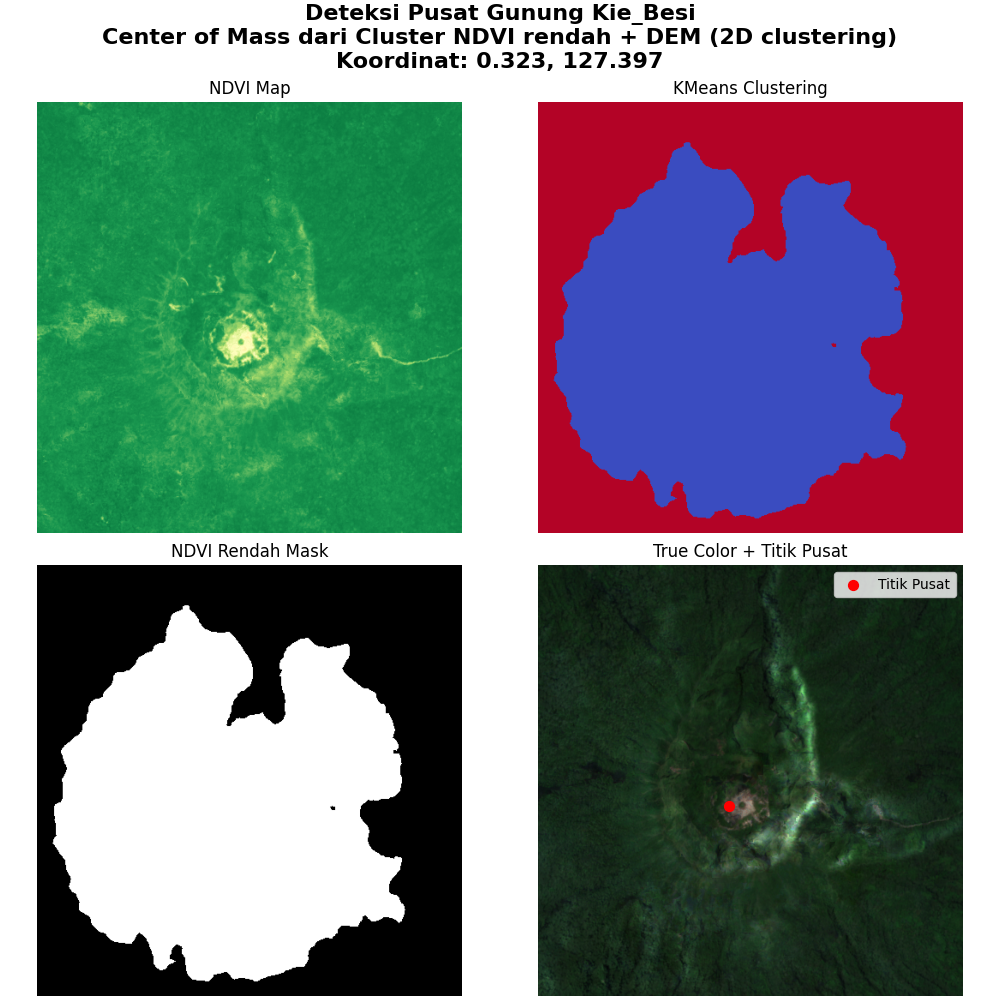 Deteksi Pusat Gunung Kie_Besi
Center of Mass dari Cluster NDVI rendah + DEM (2D clustering)
Koordinat: 0.323, 127.397
NDVI Map
KMeans Clustering
NDVI Rendah Mask
True Color + Titik Pusat
Titik Pusat